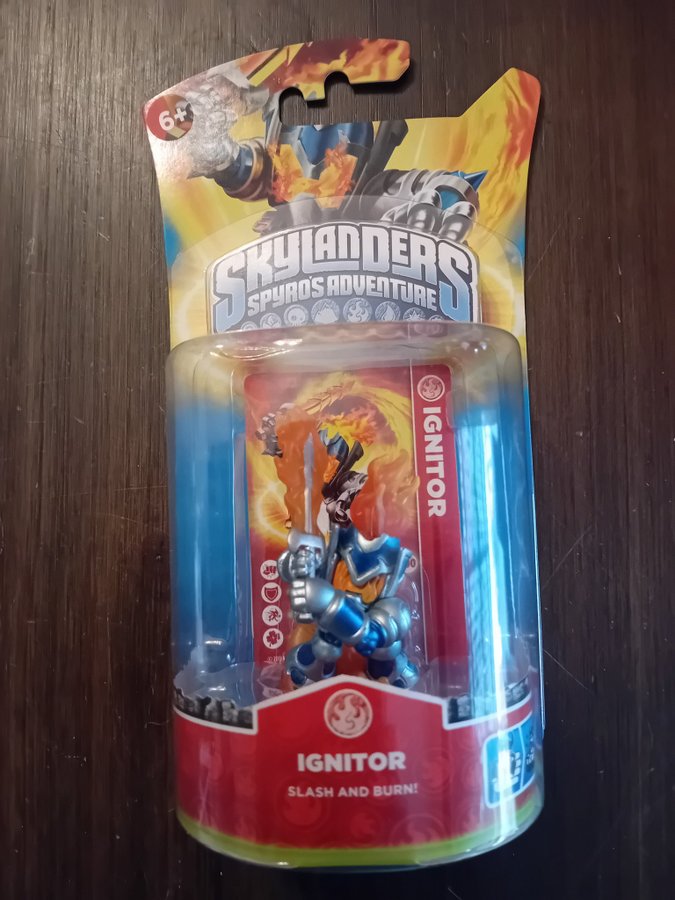 6+
SKYLANDERS
SPYRO'S ADVENTURE
IGNITOR
IGNITOR
SLASH AND BURN!